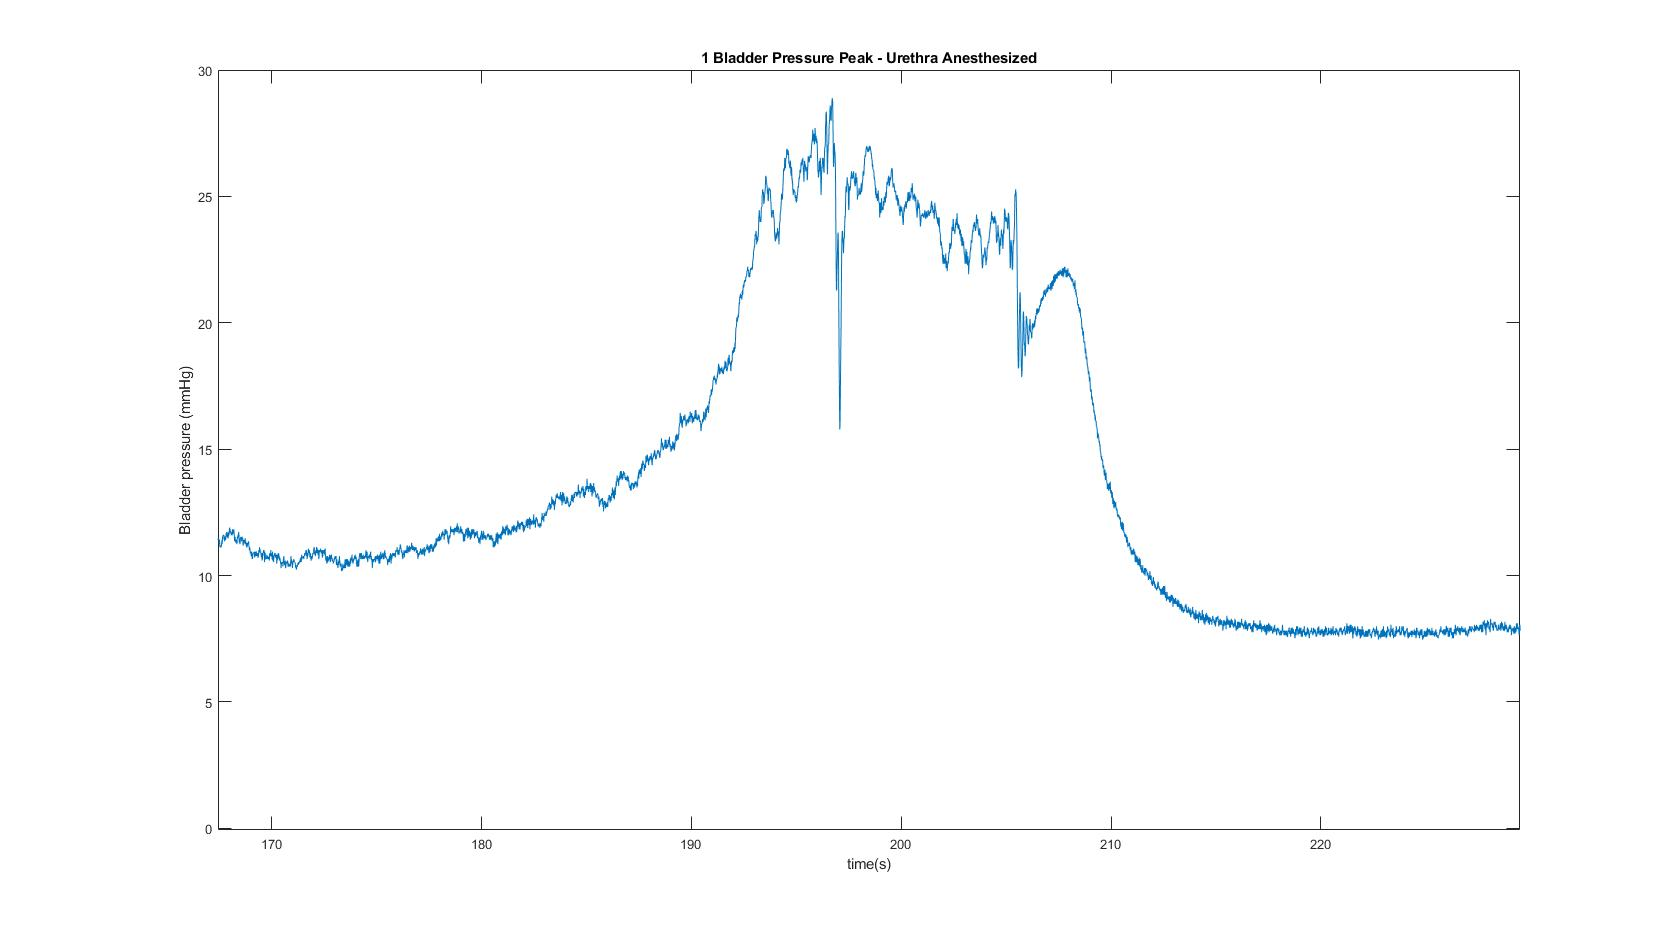 1 Bladder Pressure Peak - Urethra Anesthesized
30
25
20
15
10
5
0
Bladder pressure (mmHg)
170 180 190 200 210 220
time(s)